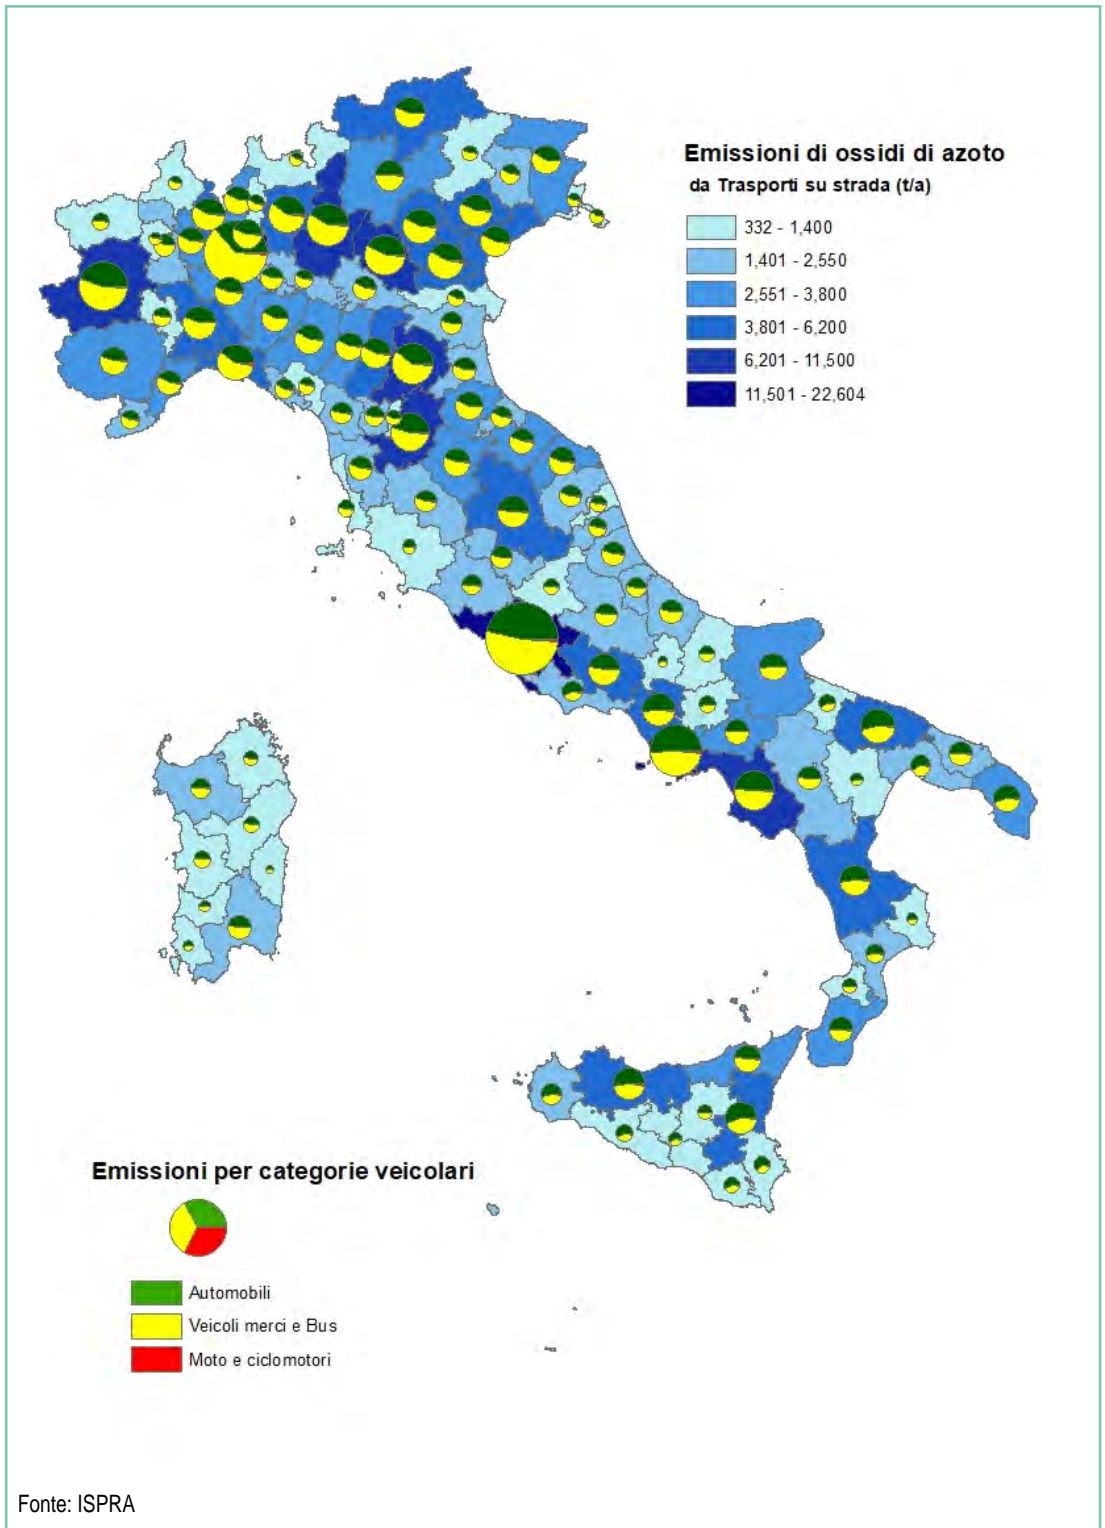 Emissioni di ossidi di azoto
da Trasporti su strada (t/a)
332 - 1,400
1,401 - 2,550
2,551 - 3,800
3,801 - 6,200
6,201 - 11,500
11,501 - 22,604
Emissioni per categorie veicolari
Automobili
Veicoli merci e Bus
Moto e ciclomotori
Fonte: ISPRA